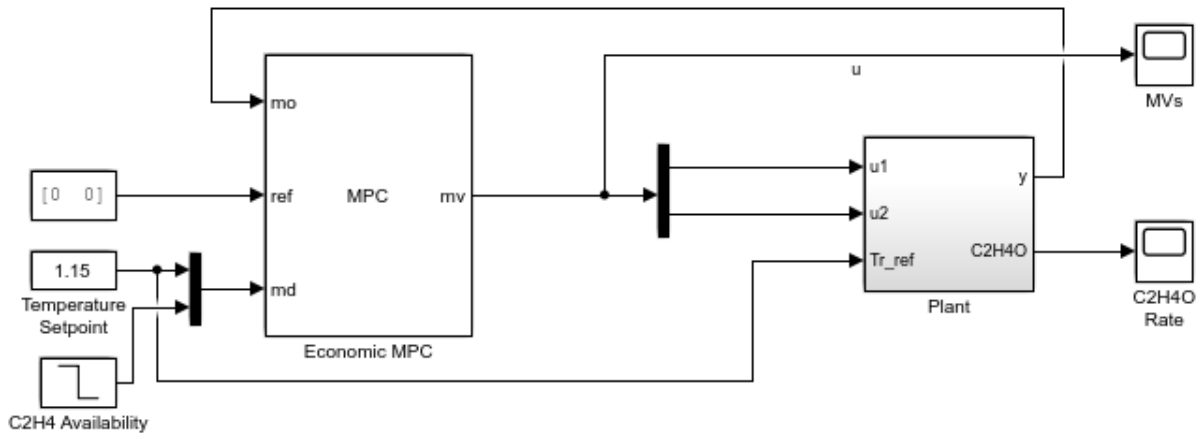 u
MVs
mo
ref
md
MPC
mv
Economic MPC
[0 0]
1.15
Temperature
Setpoint
C2H4 Availability
u1
u2
Tr_ref
y
C2H4O
Plant
C2H4O
Rate